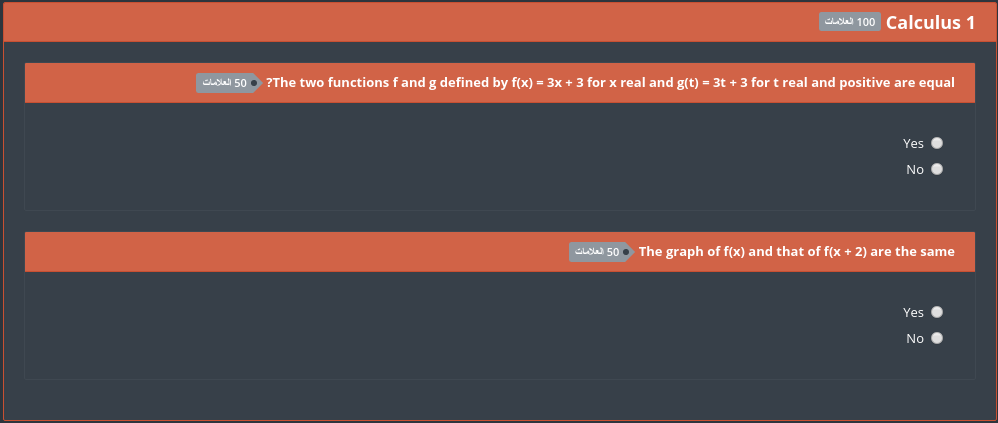 Calculus 1 100 العلامات
?The two functions f and g defined by f(x) = 3x + 3 for x real and g(t) = 3t + 3 for t real and positive are equal 50 العلامات
Yes
No
The graph of f(x) and that of f(x + 2) are the same 50 العلامات
Yes
No